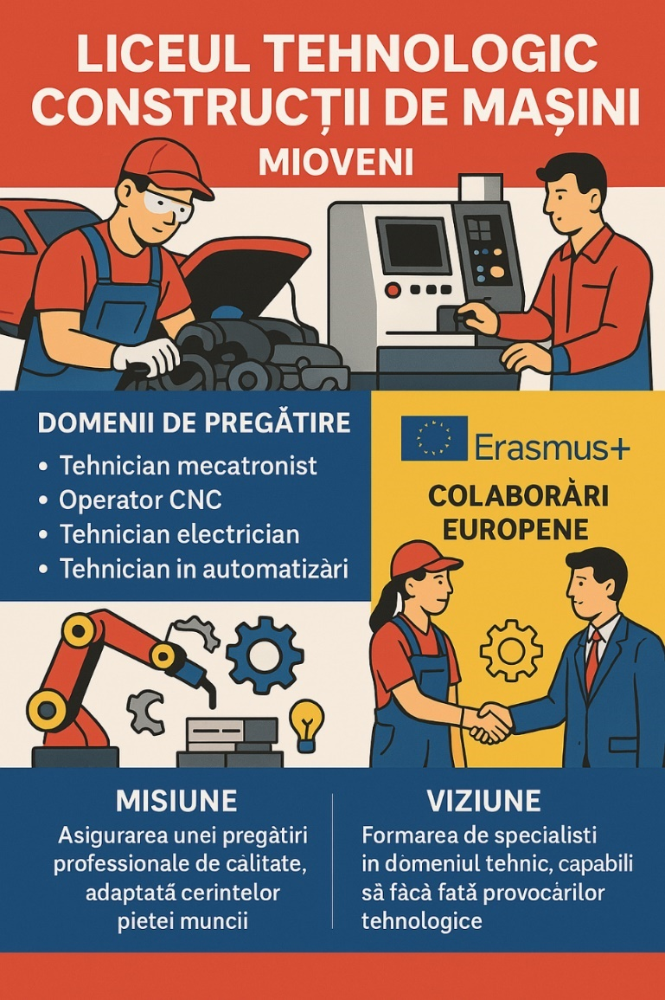 LICEUL TEHNOLOGIC
CONSTRUCȚII DE MAȘINI
MIOVENI
DOMENII DE PREGĂTIRE
• Tehnician mecatronist
• Operator CNC
• Tehnician electrician
• Tehnician in automatizàri
Erasmus+
COLABORÀRI
EUROPENE
MISIUNE
Asigurarea unei pregàtiri
professionale de càlitate,
adaptată cerintelor
pietei muncii
VIZIUNE
Formarea de specialisti
in domeniul tehnic, capabili
să fàcà fată provocàrilor
tehnologice